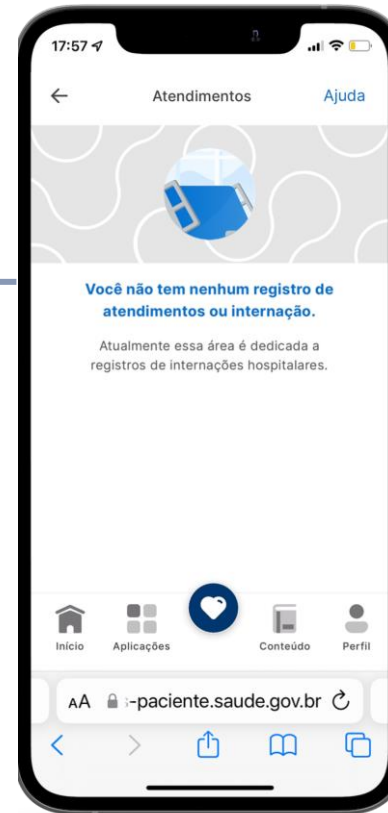 17:57
Atendimentos
Ajuda
Você não tem nenhum registro de
atendimentos ou internação.
Atualmente essa área é dedicada a
registros de internações hospitalares.
Início
Aplicações
Conteúdo
Perfil
AA
-paciente.saude.gov.br